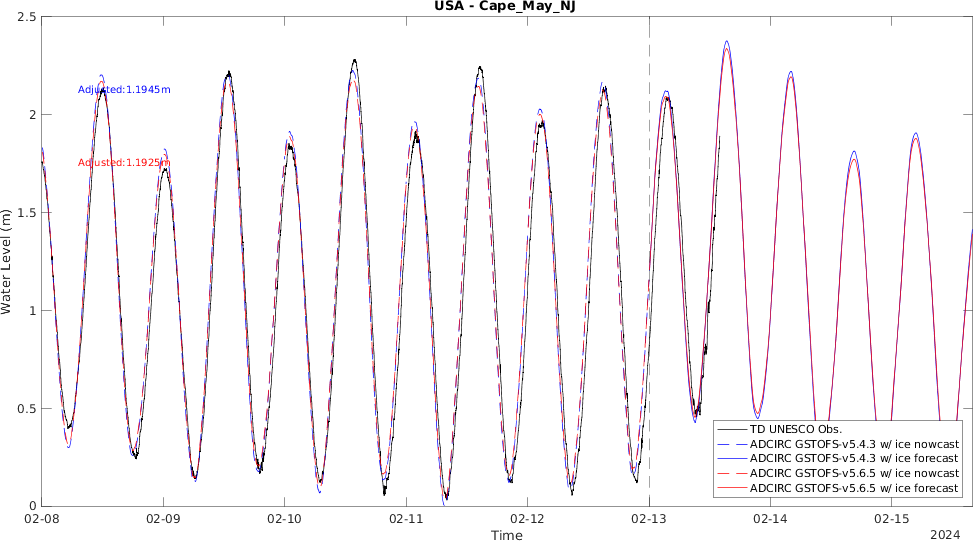 USA - Cape_May_NJ
2.5
2
1.5
1
0.5
0
Water Level (m)
Adjusted:1.1945m
Adjusted:1.1925m
TD UNESCO Obs.
ADCIRC GSTOFS-v5.4.3 w/ ice nowcast
ADCIRC GSTOFS-v5.4.3 w/ ice forecast
ADCIRC GSTOFS-v5.6.5 w/ ice nowcast
ADCIRC GSTOFS-v5.6.5 w/ ice forecast
02-08
02-09
02-10
02-11
02-12
02-13
02-14
02-15
Time
2024